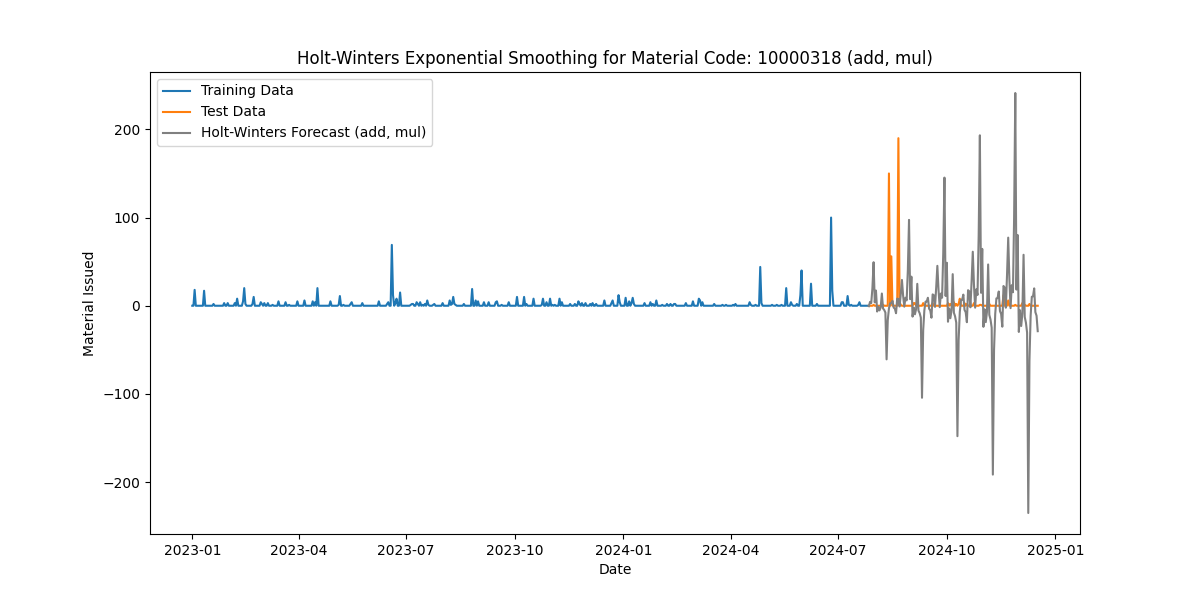 Holt-Winters Exponential Smoothing for Material Code: 10000318 (add, mul)
Training Data
Test Data
Holt-Winters Forecast (add, mul)
Material Issued
200
100
0
−100
−200
2023-01 2023-04 2023-07 2023-10 2024-01 2024-04 2024-07 2024-10 2025-01
Date